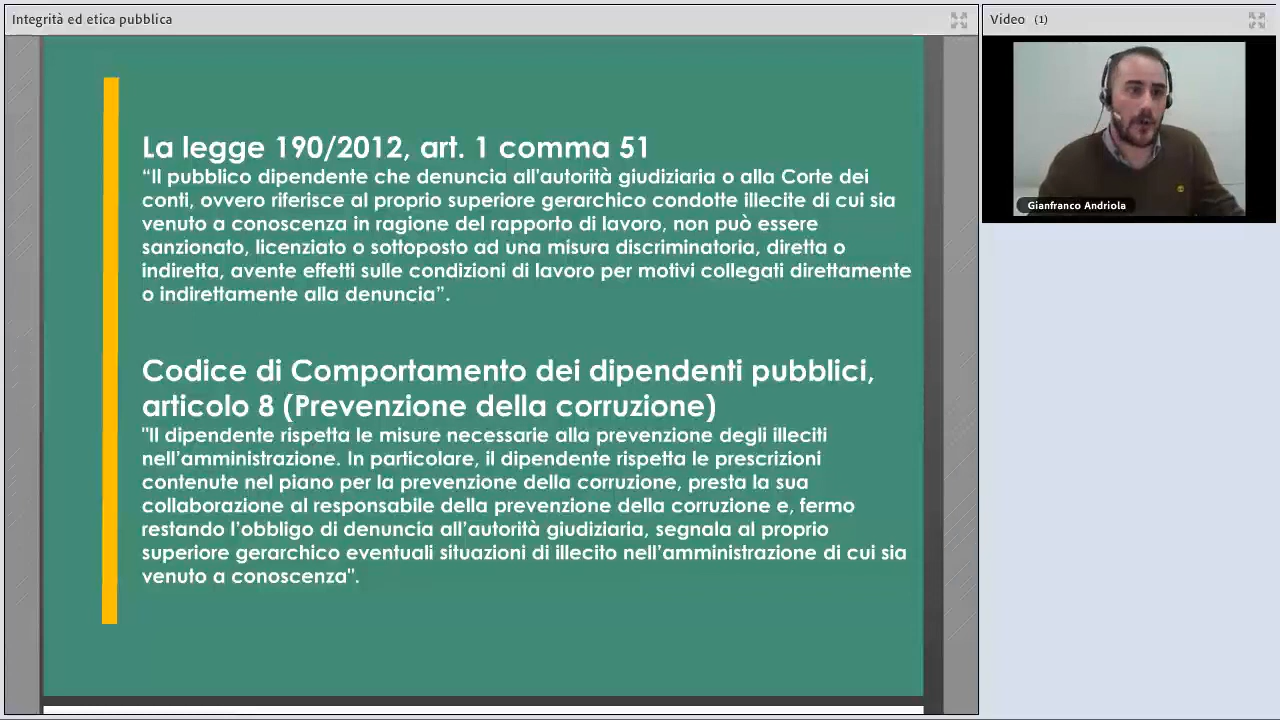 Integrità ed etica pubblica
Video (1)
La legge 190/2012, art. 1 comma 51
“Il pubblico dipendente che denuncia all'autorità giudiziaria o alla Corte dei
conti, ovvero riferisce al proprio superiore gerarchico condotte illecite di cui sia
venuto a conoscenza in ragione del rapporto di lavoro, non può essere
sanzionato, licenziato o sottoposto ad una misura discriminatoria, diretta o
indiretta, avente effetti sulle condizioni di lavoro per motivi collegati direttamente
o indirettamente alla denuncia”.
Codice di Comportamento dei dipendenti pubblici,
articolo 8 (Prevenzione della corruzione)
"Il dipendente rispetta le misure necessarie alla prevenzione degli illeciti
nell’amministrazione. In particolare, il dipendente rispetta le prescrizioni
contenute nel piano per la prevenzione della corruzione, presta la sua
collaborazione al responsabile della prevenzione della corruzione e, fermo
restando l’obbligo di denuncia all’autorità giudiziaria, segnala al proprio
superiore gerarchico eventuali situazioni di illecito nell’amministrazione di cui sia
venuto a conoscenza".
Gianfranco Andriola